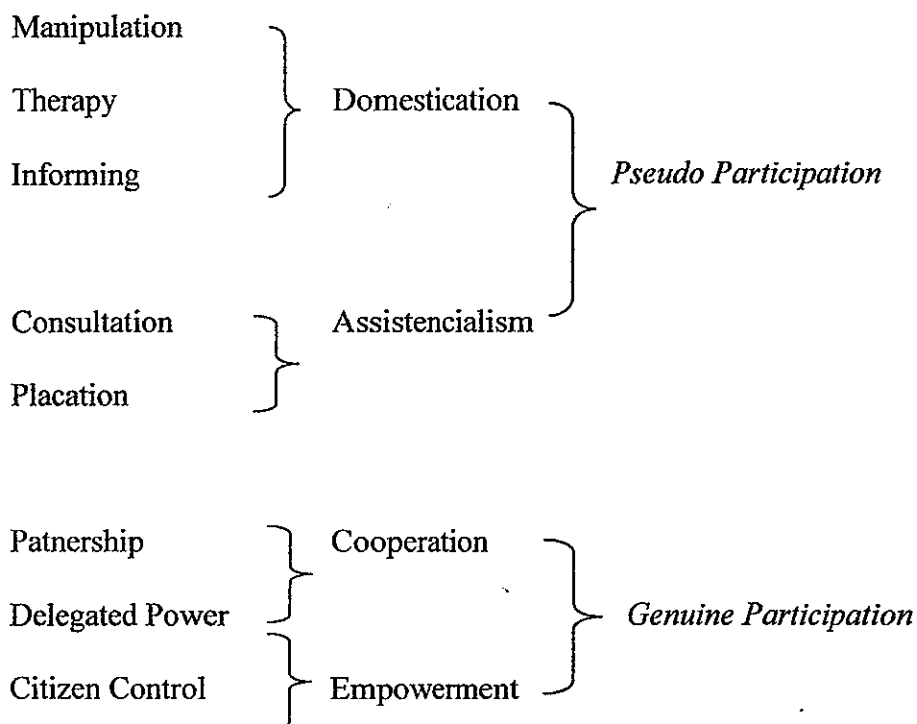 Manipulation
Therapy Domestication
Informing Pseudo Participation
Consultation Assistencialism
Placation
Patnership Cooperation
Delegated Power Genuine Participation
Citizen Control Empowerment